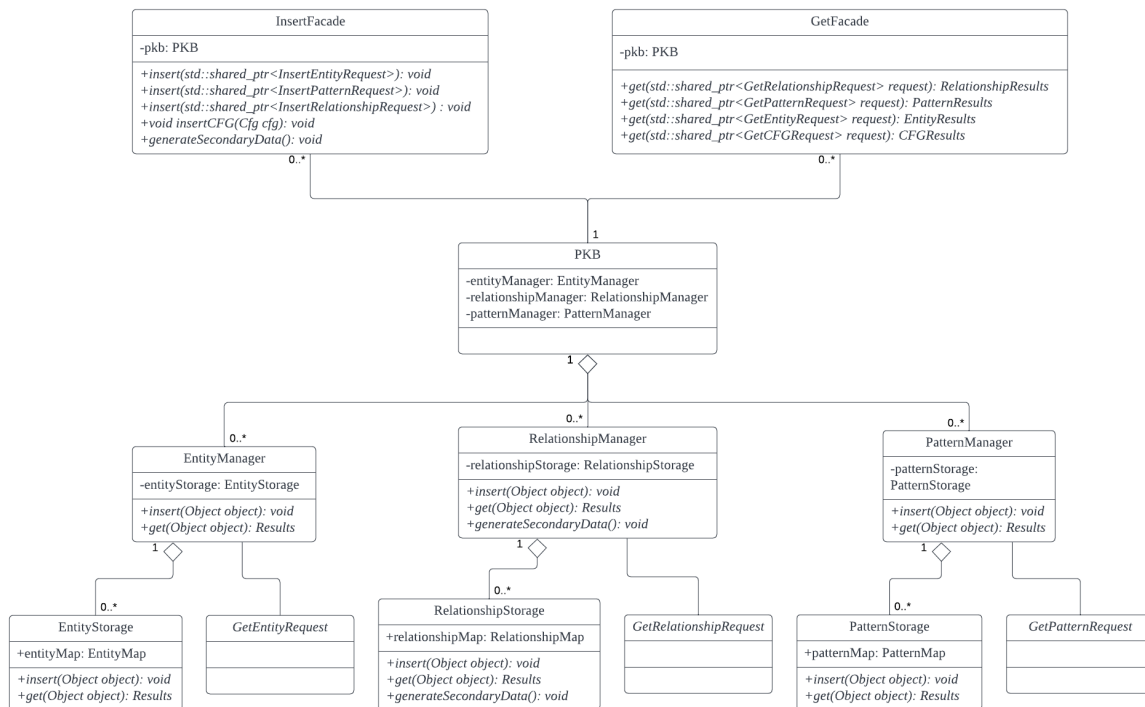 InsertFacade
-pkb: PKB
+insert(std::shared_ptr<InsertEntityRequest>): void
+insert(std::shared_ptr<InsertPatternRequest>): void
+insert(std::shared_ptr<InsertRelationshipRequest>) : void
+void insertCFG(Cfg cfg): void
+generateSecondaryData(): void
0..*
GetFacade
-pkb: PKB
+get(std::shared_ptr<GetRelationshipRequest> request): RelationshipResults
+get(std::shared_ptr<GetPatternRequest> request): PatternResults
+get(std::shared_ptr<GetEntityRequest> request): EntityResults
+get(std::shared_ptr<GetCFGRequest> request): CFGResults
0..*
1
PKB
-entityManager: EntityManager
-relationshipManager: RelationshipManager
-patternManager: PatternManager
1
0..*
EntityManager
-entityStorage: EntityStorage
+insert(Object object): void
+get(Object object): Results
1
0..*
RelationshipManager
-relationshipStorage: RelationshipStorage
+insert(Object object): void
+get(Object object): Results
+generateSecondaryData(): void
1
0..*
PatternManager
-patternStorage:
PatternStorage
+insert(Object object): void
+get(Object object): Results
1
0..*
EntityStorage
+entityMap: EntityMap
+insert(Object object): void
+get(Object object): Results
GetEntityRequest
0..*
RelationshipStorage
+relationshipMap: RelationshipMap
+insert(Object object): void
+get(Object object): Results
+generateSecondaryData(): void
GetRelationshipRequest
0..*
PatternStorage
+patternMap: PatternMap
+insert(Object object): void
+get(Object object): Results
GetPatternRequest